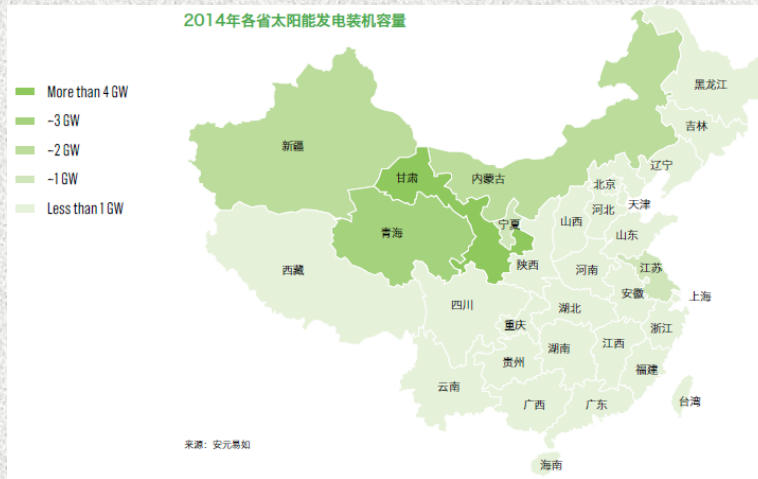 2014年各省太阳能发电装机容量
More than 4 GW
~3 GW
~2 GW
~1 GW
Less than 1 GW
黑龙江
吉林
辽宁
新疆
甘肃
内蒙古
北京
天津
河北
山西
宁夏
青海
山东
陕西
西藏
河南
江苏
安徽
上海
四川
湖北
重庆
浙江
湖南
江西
贵州
福建
云南
广西
广东
台湾
海南
来源：安元易如